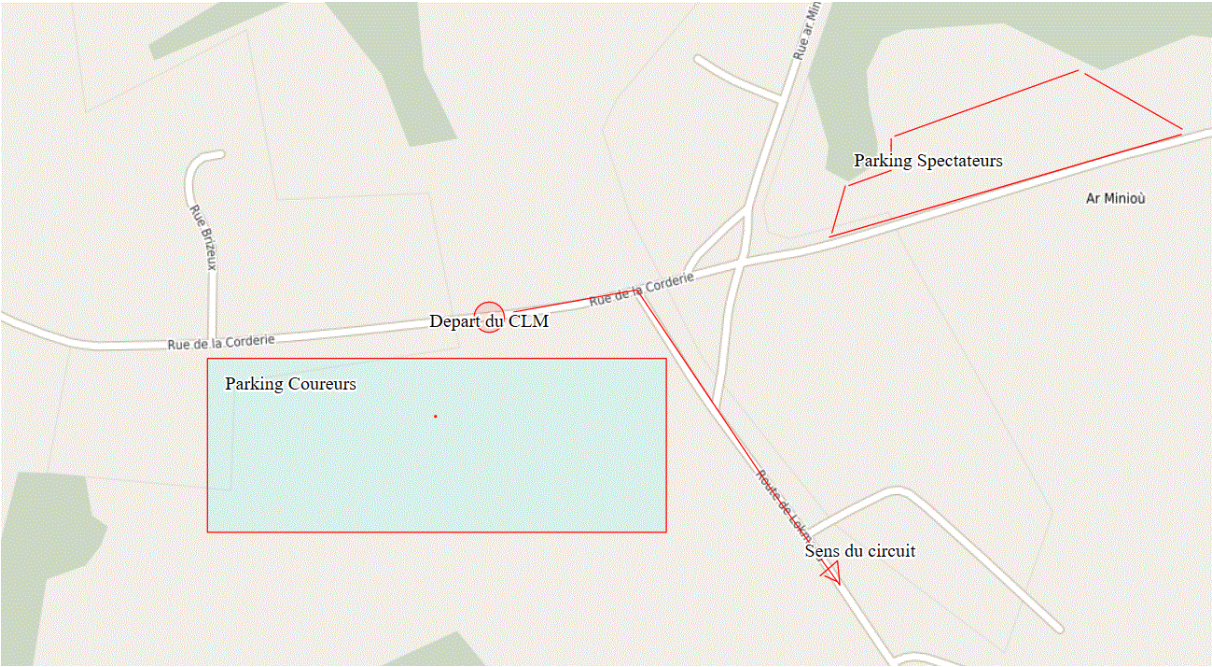 Rue ar Min
Parking Spectateurs
Ar Minioù
Rue Brizeux
Rue de la Corderie
Depart du CLM
Rue de la Corderie
Parking Coureurs
Route de Lokm
Sens du circuit